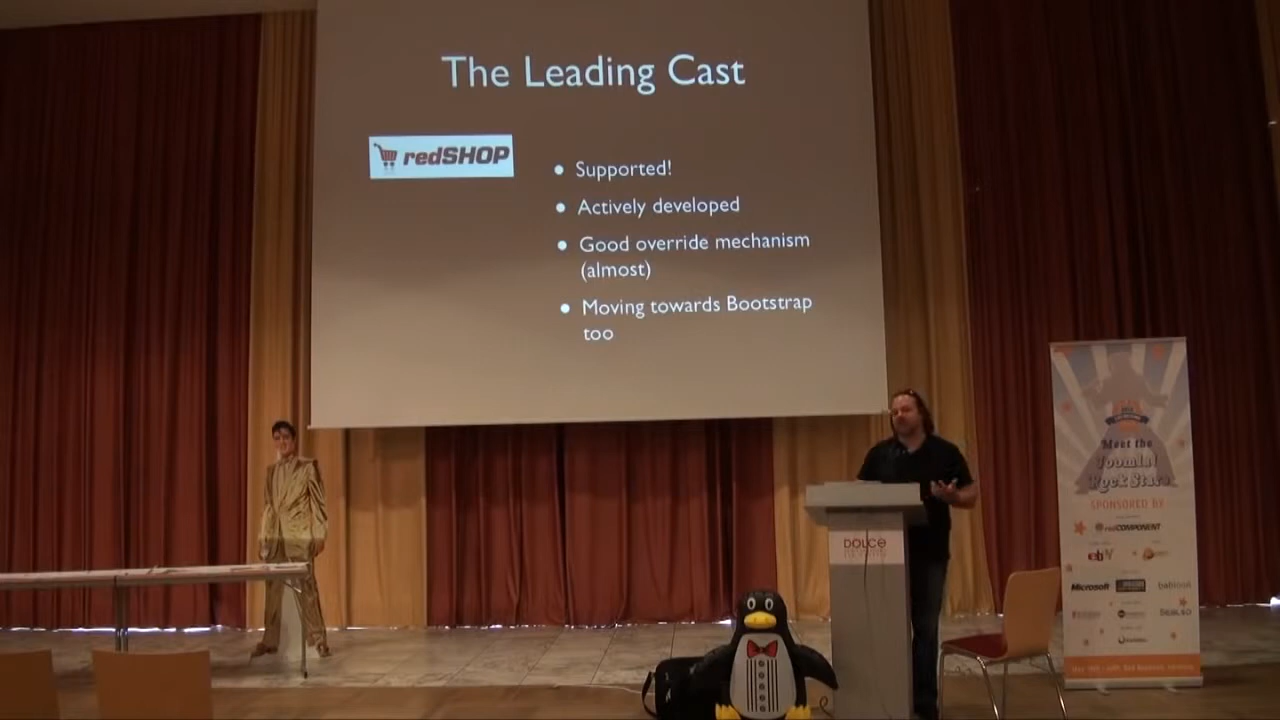 The Leading Cast
redSHOP
Supported!
Actively developed
Good override mechanism
(almost)
Moving towards Bootstrap
too
DOLCE
Meet the
Joomla!
Rock Stars
SPONSORED BY
redCOMPONENT
ebay
Microsoft